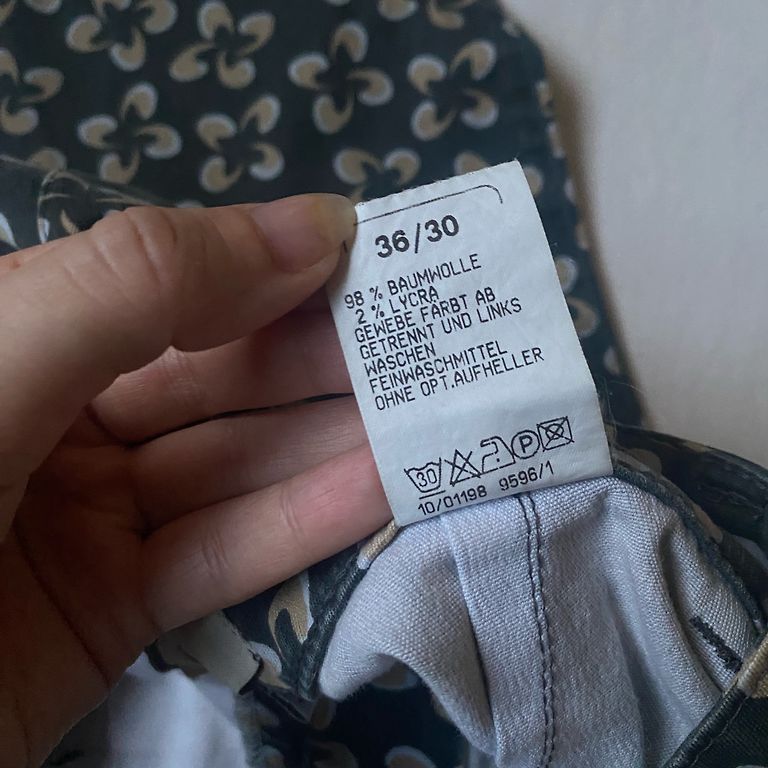 36/30
98 % BAUMWOLLE
2 % LYCRA
GEWEBE FÄRBT AB
GETRENNT UND LINKS
WASCHEN
FEINWASCHMITTEL
OHNE OPT.AUFHELLER
30 P
10/01198 9596/1